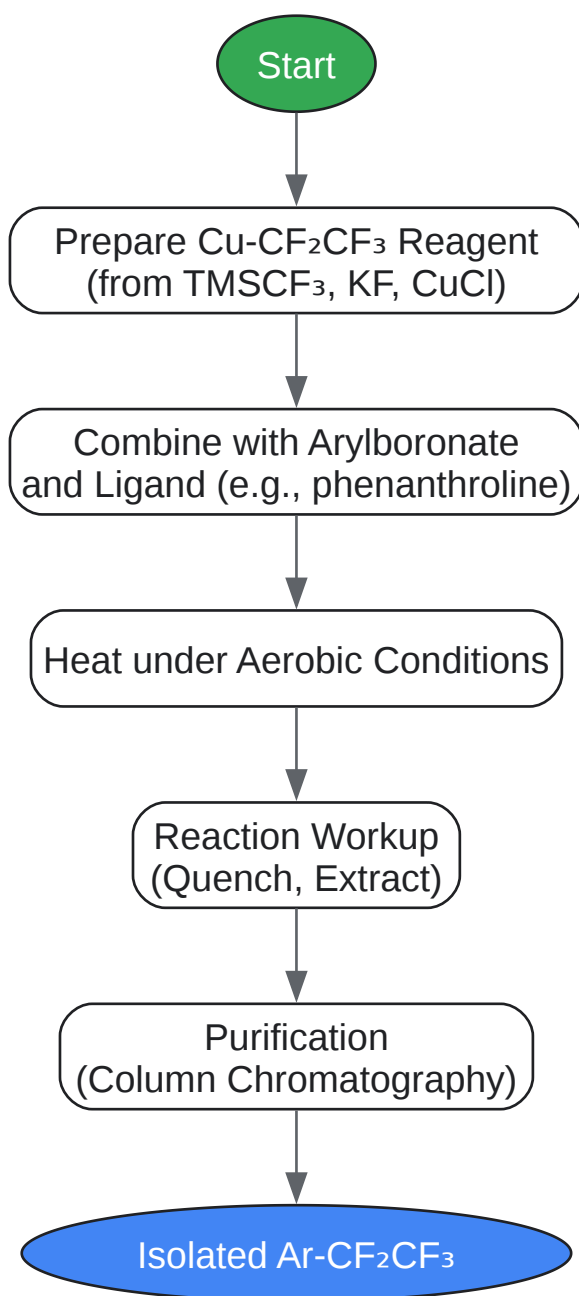 Start
Prepare Cu-CF₂CF₃ Reagent
(from TMSCF₃, KF, CuCl)
Combine with Arylboronate
and Ligand (e.g., phenanthroline)
Heat under Aerobic Conditions
Reaction Workup
(Quench, Extract)
Purification
(Column Chromatography)
Isolated Ar-CF₂CF₃